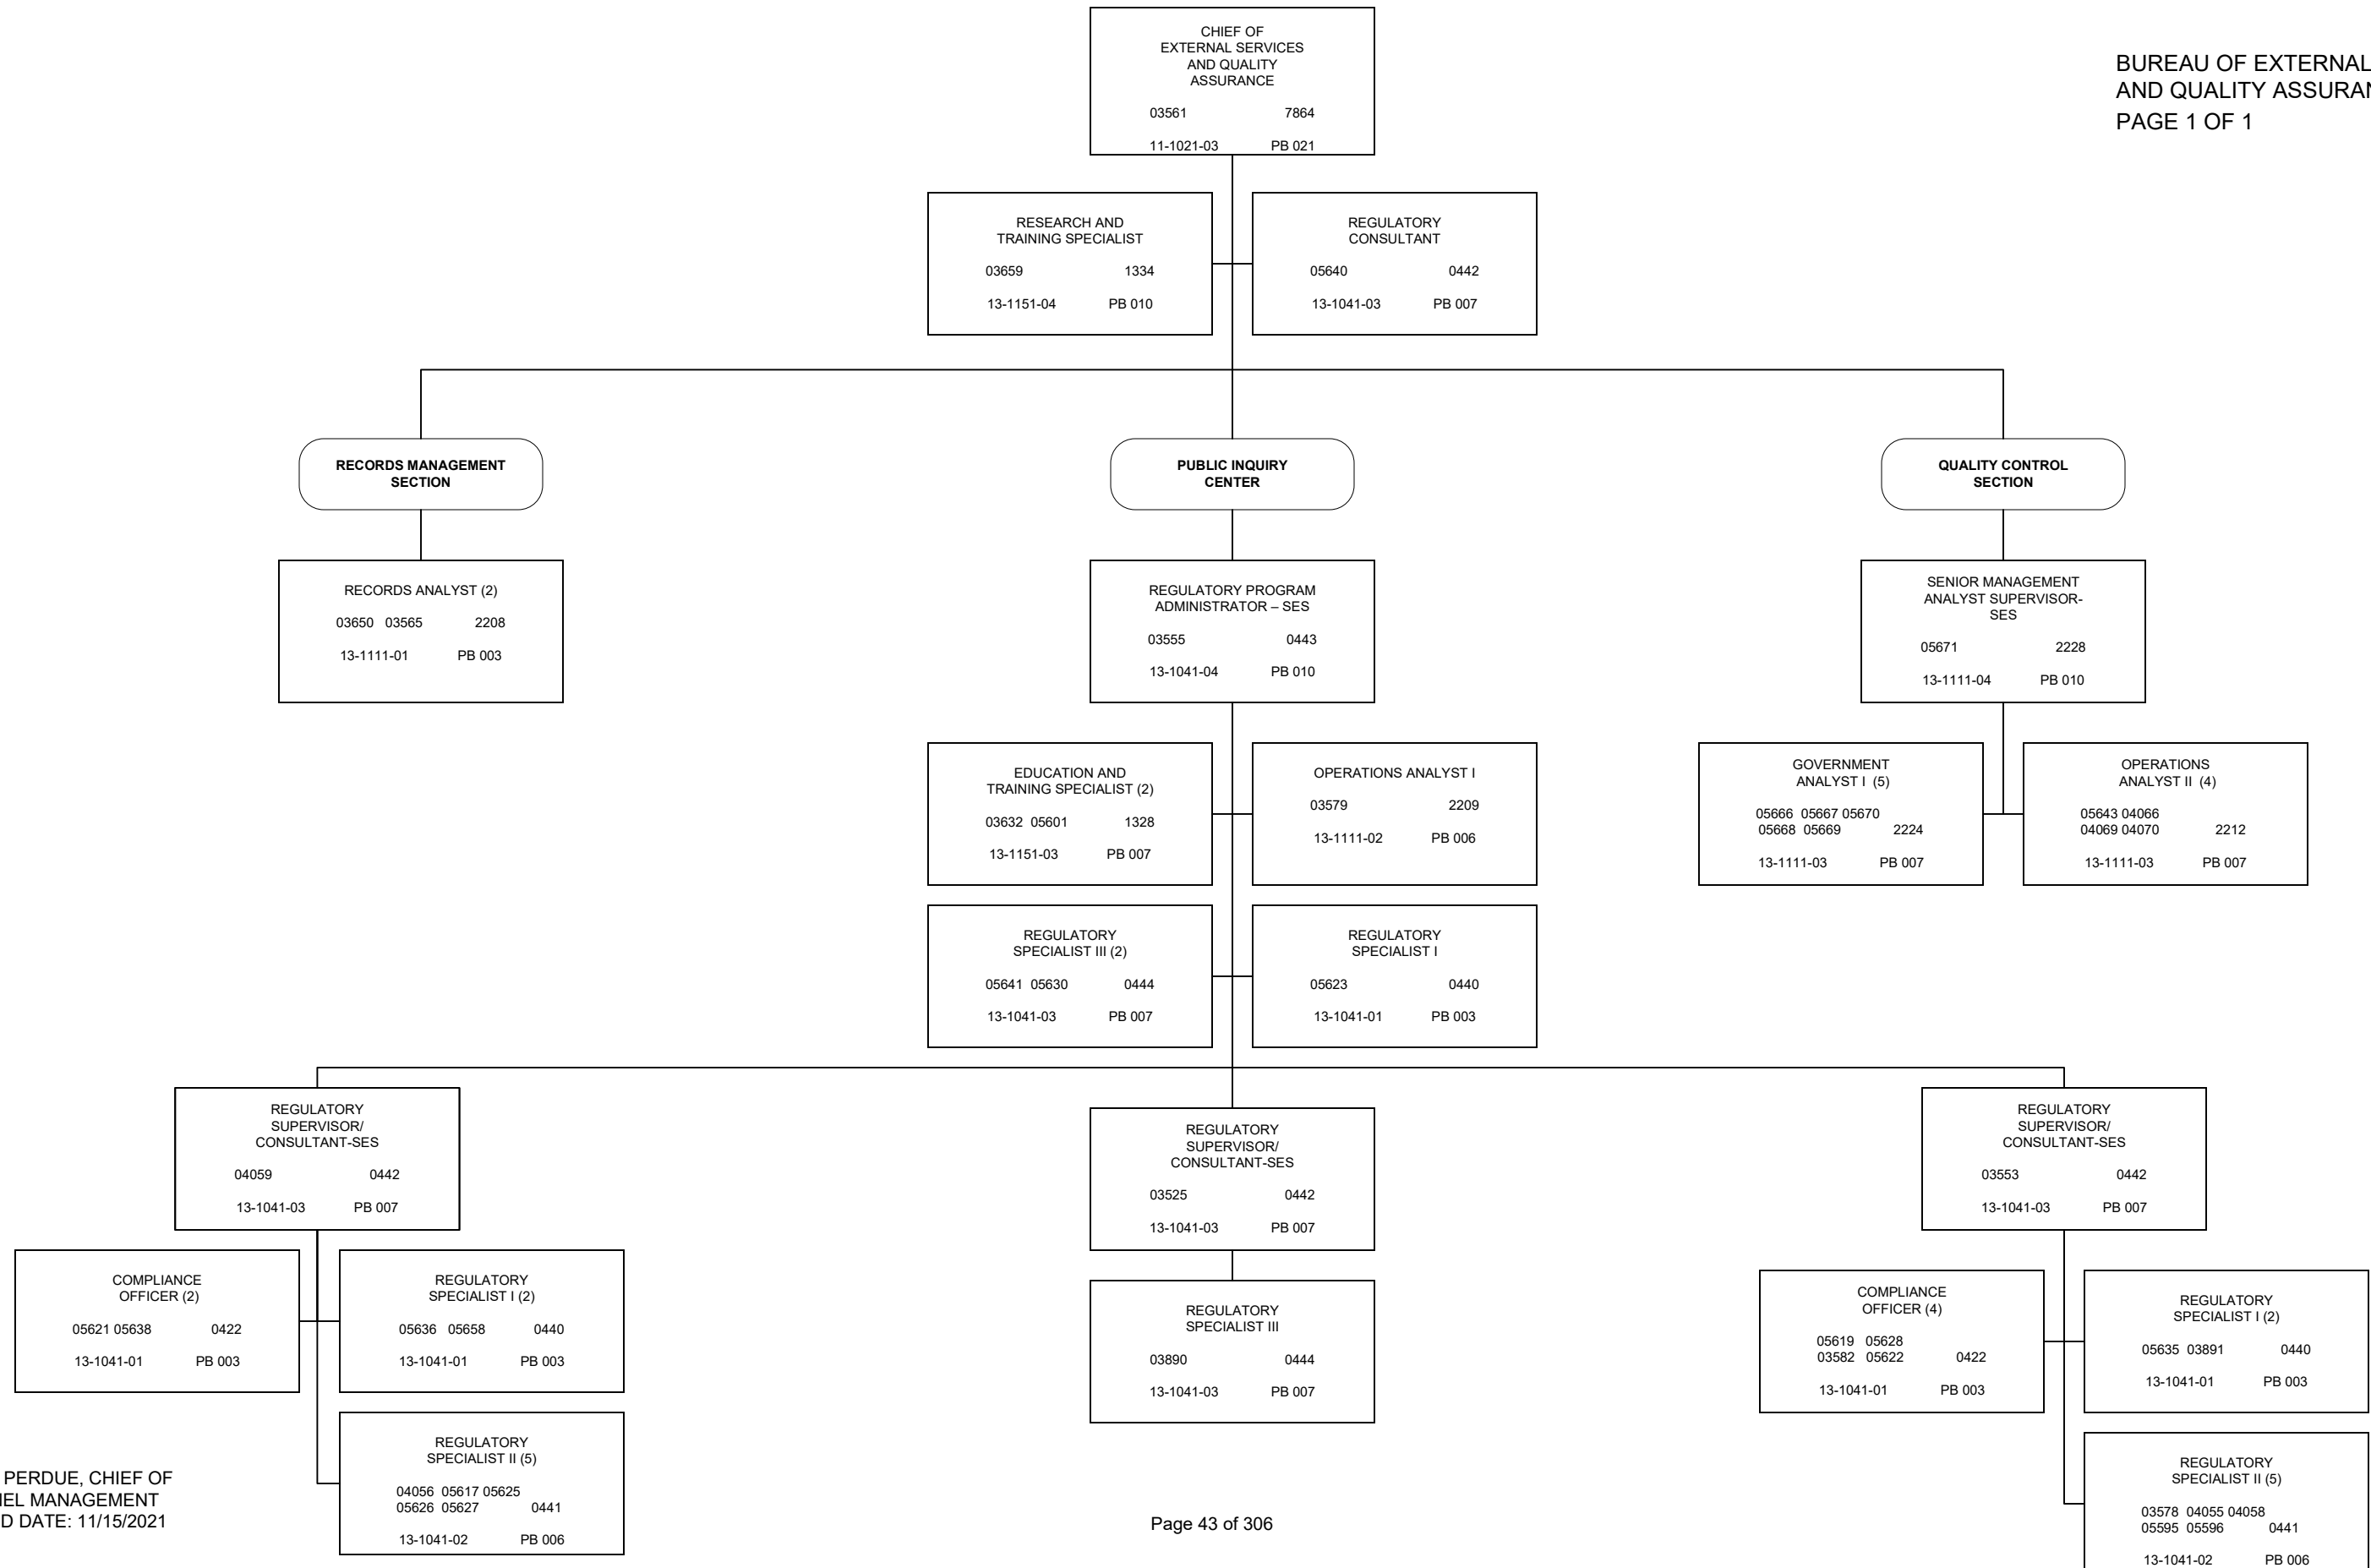 CHIEF OF
EXTERNAL SERVICES
AND QUALITY
ASSURANCE
03561 7864
11-1021-03 PB 021
BUREAU OF EXTERNAL
AND QUALITY ASSURAN
PAGE 1 OF 1
RESEARCH AND
TRAINING SPECIALIST
03659 1334
13-1151-04 PB 010
REGULATORY
CONSULTANT
05640 0442
13-1041-03 PB 007
RECORDS MANAGEMENT
SECTION
PUBLIC INQUIRY
CENTER
QUALITY CONTROL
SECTION
RECORDS ANALYST (2)
03650 03565 2208
13-1111-01 PB 003
REGULATORY PROGRAM
ADMINISTRATOR – SES
03555 0443
13-1041-04 PB 010
SENIOR MANAGEMENT
ANALYST SUPERVISOR-
SES
05671 2228
13-1111-04 PB 010
EDUCATION AND
TRAINING SPECIALIST (2)
03632 05601 1328
13-1151-03 PB 007
OPERATIONS ANALYST I
03579 2209
13-1111-02 PB 006
GOVERNMENT
ANALYST I (5)
05666 05667 05670
05668 05669 2224
13-1111-03 PB 007
OPERATIONS
ANALYST II (4)
05643 04066
04069 04070 2212
13-1111-03 PB 007
REGULATORY
SPECIALIST III (2)
05641 05630 0444
13-1041-03 PB 007
REGULATORY
SPECIALIST I
05623 0440
13-1041-01 PB 003
REGULATORY
SUPERVISOR/
CONSULTANT-SES
04059 0442
13-1041-03 PB 007
REGULATORY
SUPERVISOR/
CONSULTANT-SES
03525 0442
13-1041-03 PB 007
REGULATORY
SUPERVISOR/
CONSULTANT-SES
03553 0442
13-1041-03 PB 007
COMPLIANCE
OFFICER (2)
05621 05638 0422
13-1041-01 PB 003
REGULATORY
SPECIALIST I (2)
05636 05658 0440
13-1041-01 PB 003
REGULATORY
SPECIALIST III
03890 0444
13-1041-03 PB 007
COMPLIANCE
OFFICER (4)
05619 05628
03582 05622 0422
13-1041-01 PB 003
REGULATORY
SPECIALIST I (2)
05635 03891 0440
13-1041-01 PB 003
REGULATORY
SPECIALIST II (5)
04056 05617 05625
05626 05627 0441
13-1041-02 PB 006
REGULATORY
SPECIALIST II (5)
03578 04055 04058
05595 05596 0441
13-1041-02 PB 006
PERDUE, CHIEF OF
NEL MANAGEMENT
D DATE: 11/15/2021
Page 43 of 306